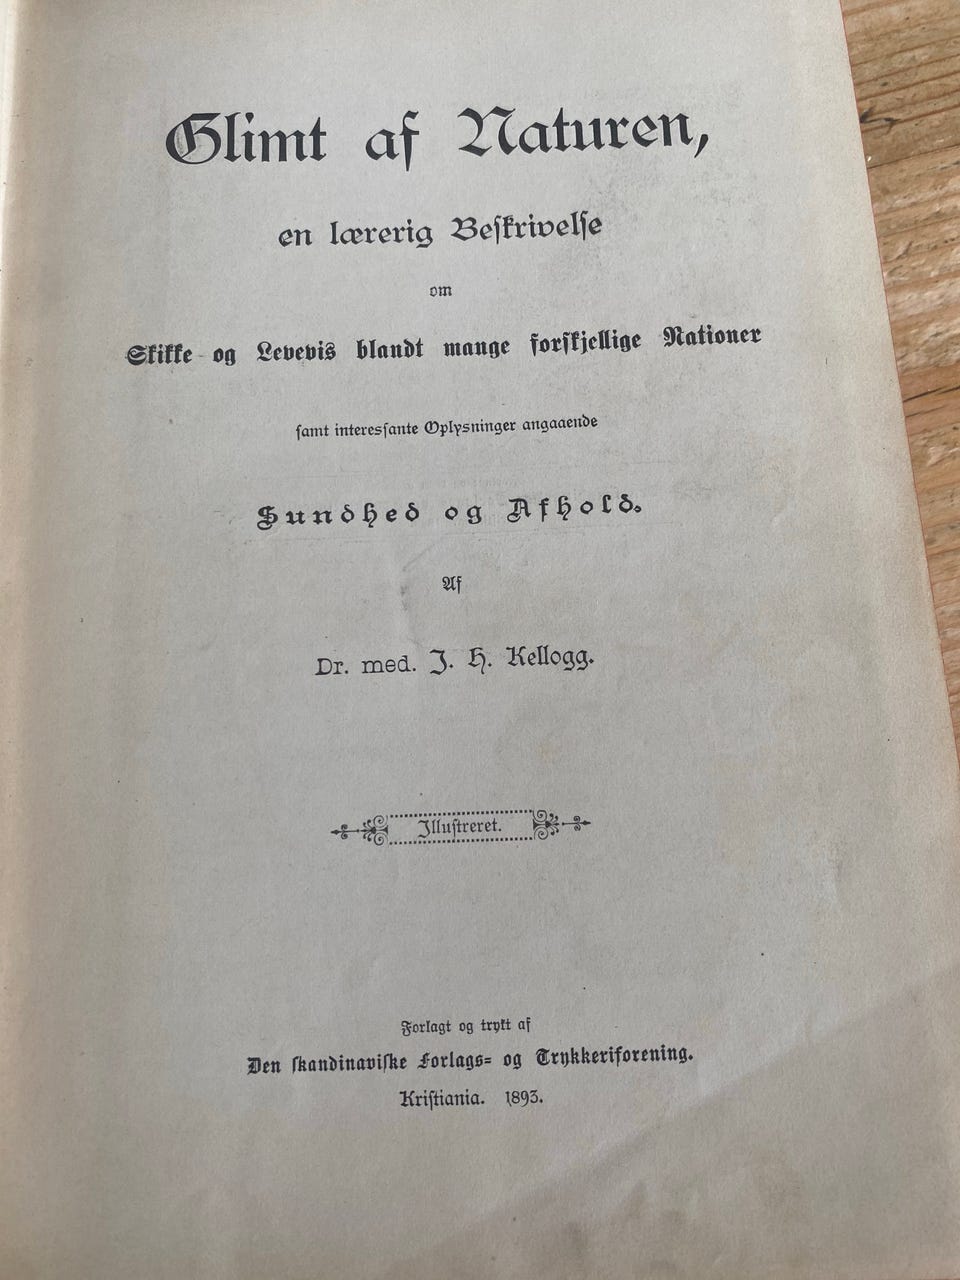 Glimt af Naturen,
en lærerig Beskrivelse
om
Skikke og Levevis blandt mange forskjellige Nationer
samt interessante Oplysninger angaaende
Sundhed og Afhold.
Af
Dr. med. J. H. Kellogg.
Illustreret.
Forlagt og trykt af
Den skandinaviske Forlags= og Trykkeriforening.
Kristiania. 1893.